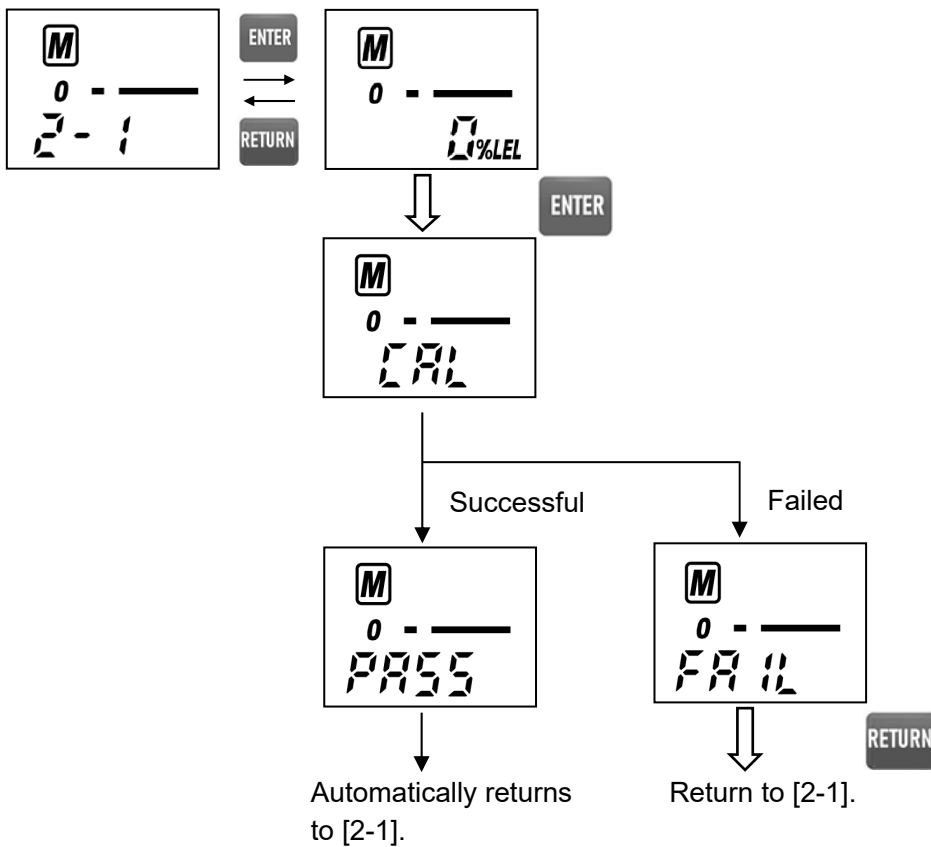 M
0
2-1
ENTER
RETURN
M
0
0%LEL
ENTER
M
0
CAL
Successful
Failed
M
0
PASS
M
0
FAIL
RETURN
Automatically returns
to [2-1].
Return to [2-1].